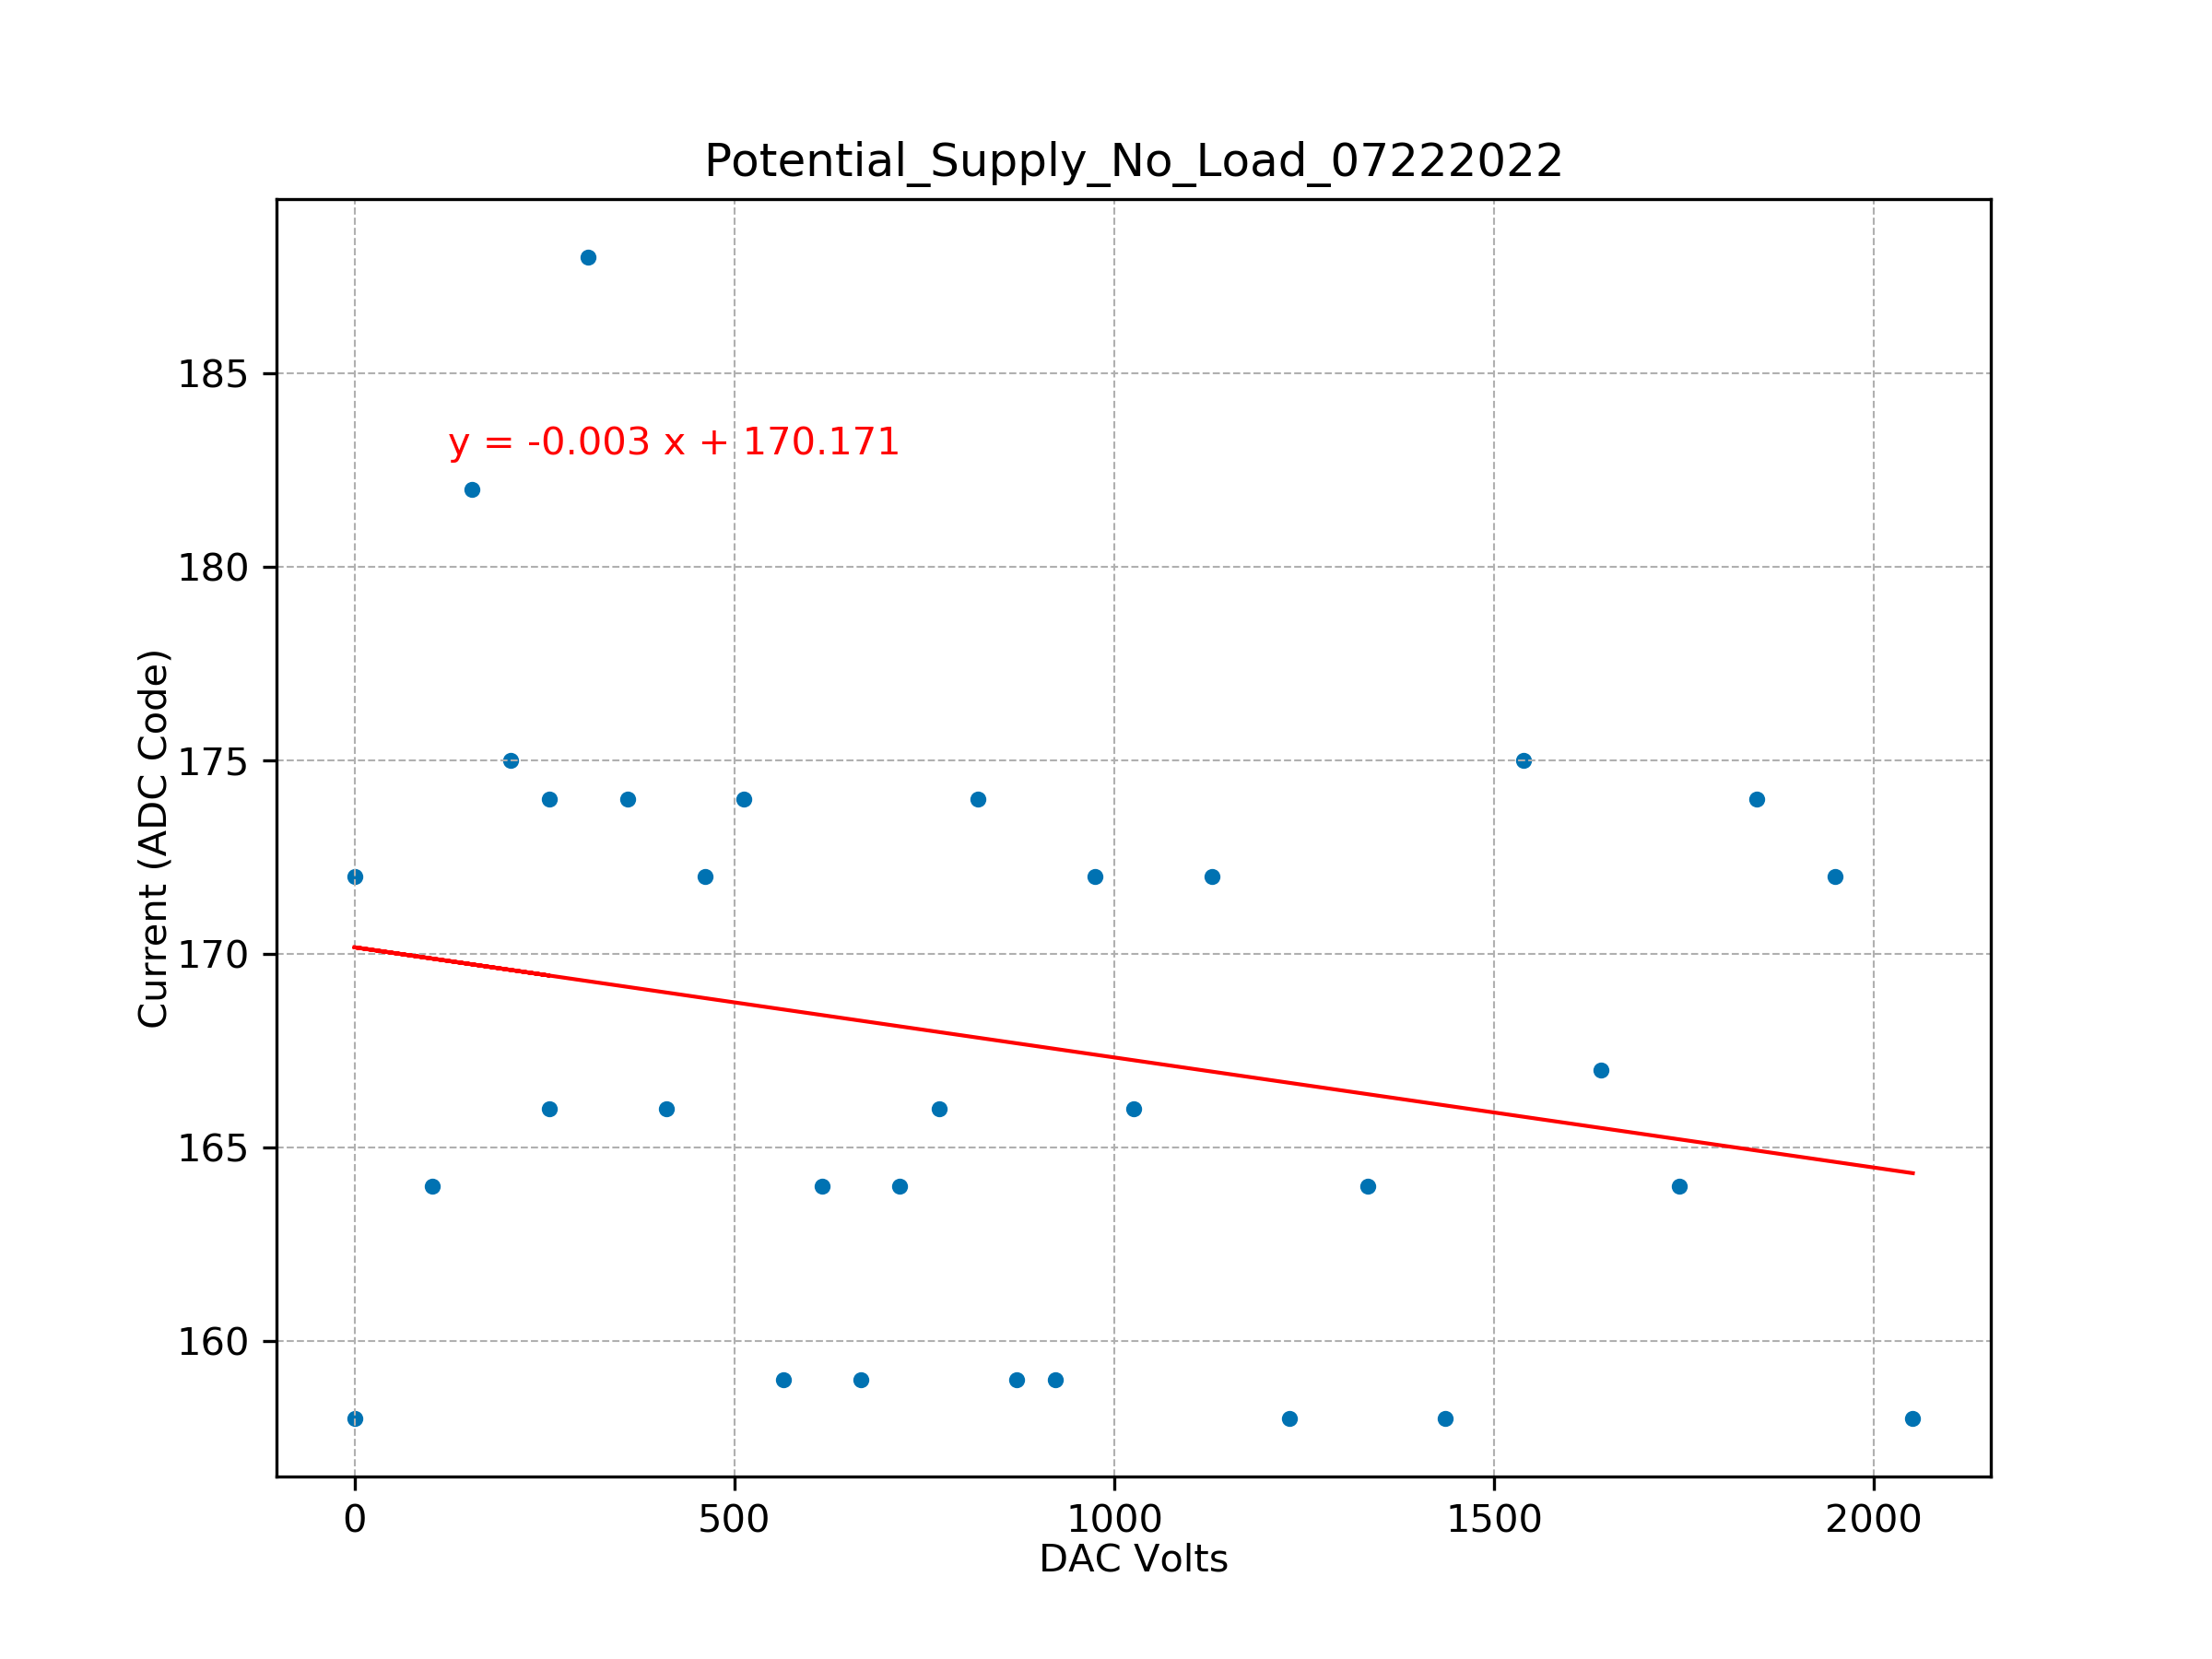 Potential_Supply_No_Load_07222022
y = -0.003 x + 170.171
Current (ADC Code)
185
180
175
170
165
160
0 500 1000 1500 2000
DAC Volts